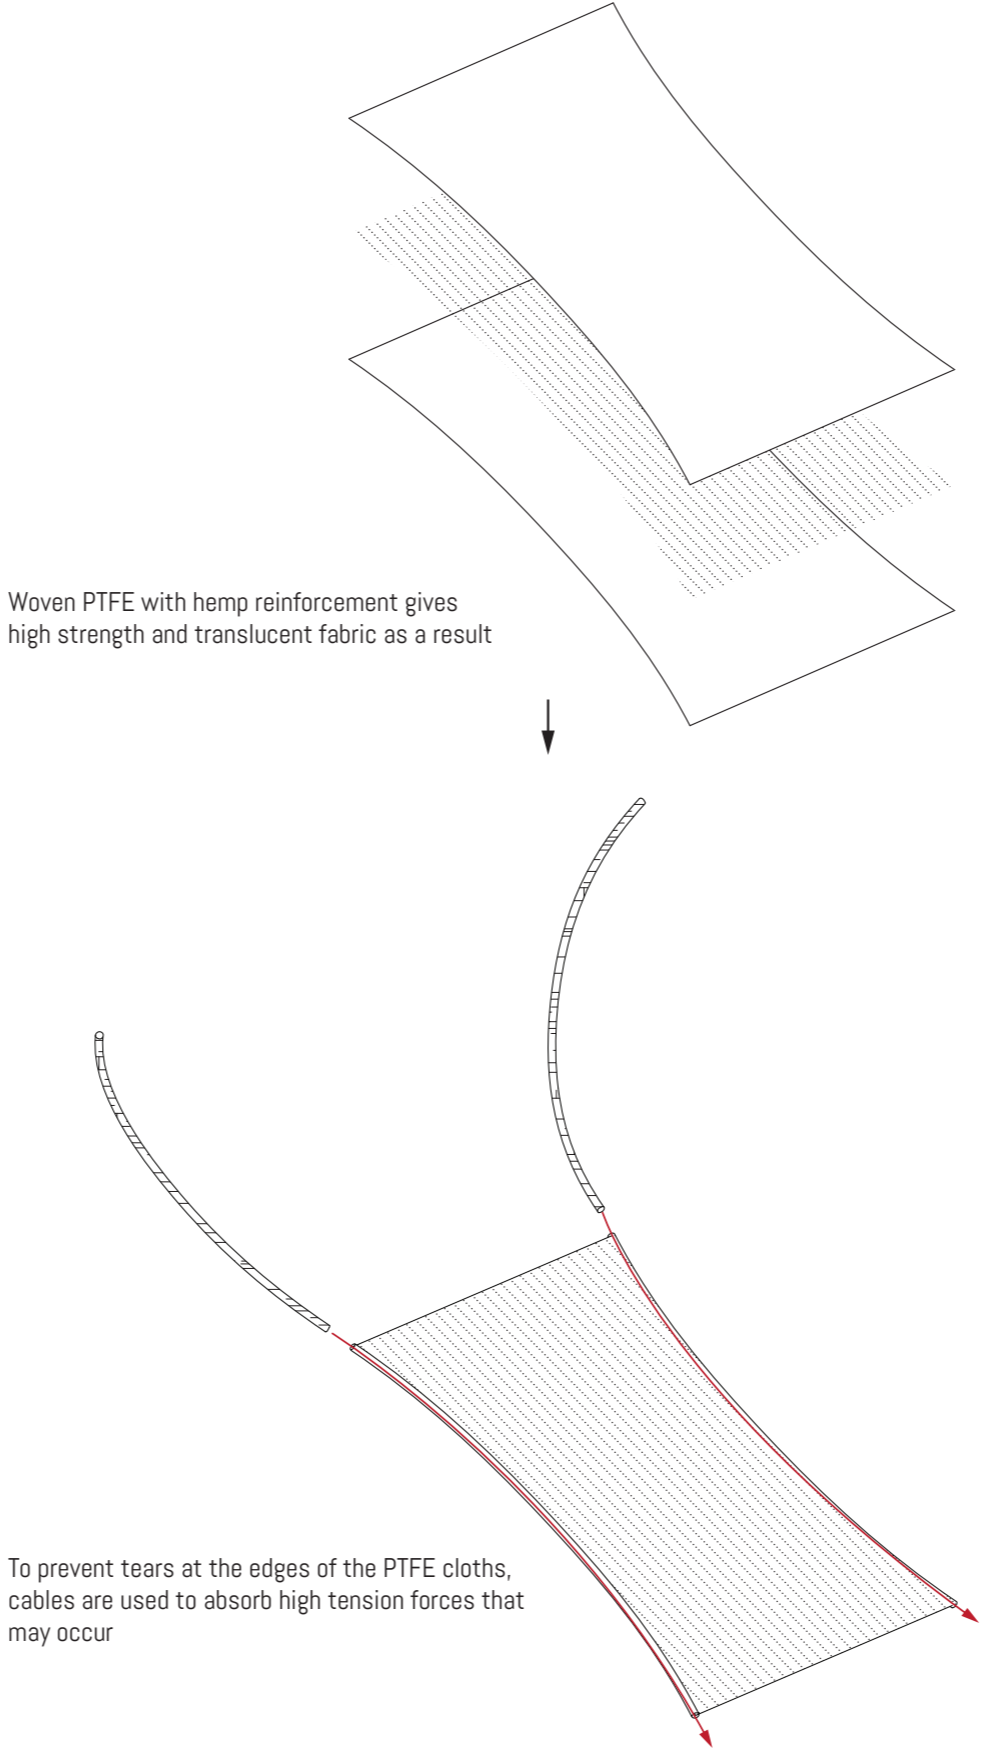 Woven PTFE with hemp reinforcement gives
high strength and translucent fabric as a result
To prevent tears at the edges of the PTFE cloths,
cables are used to absorb high tension forces that
may occur